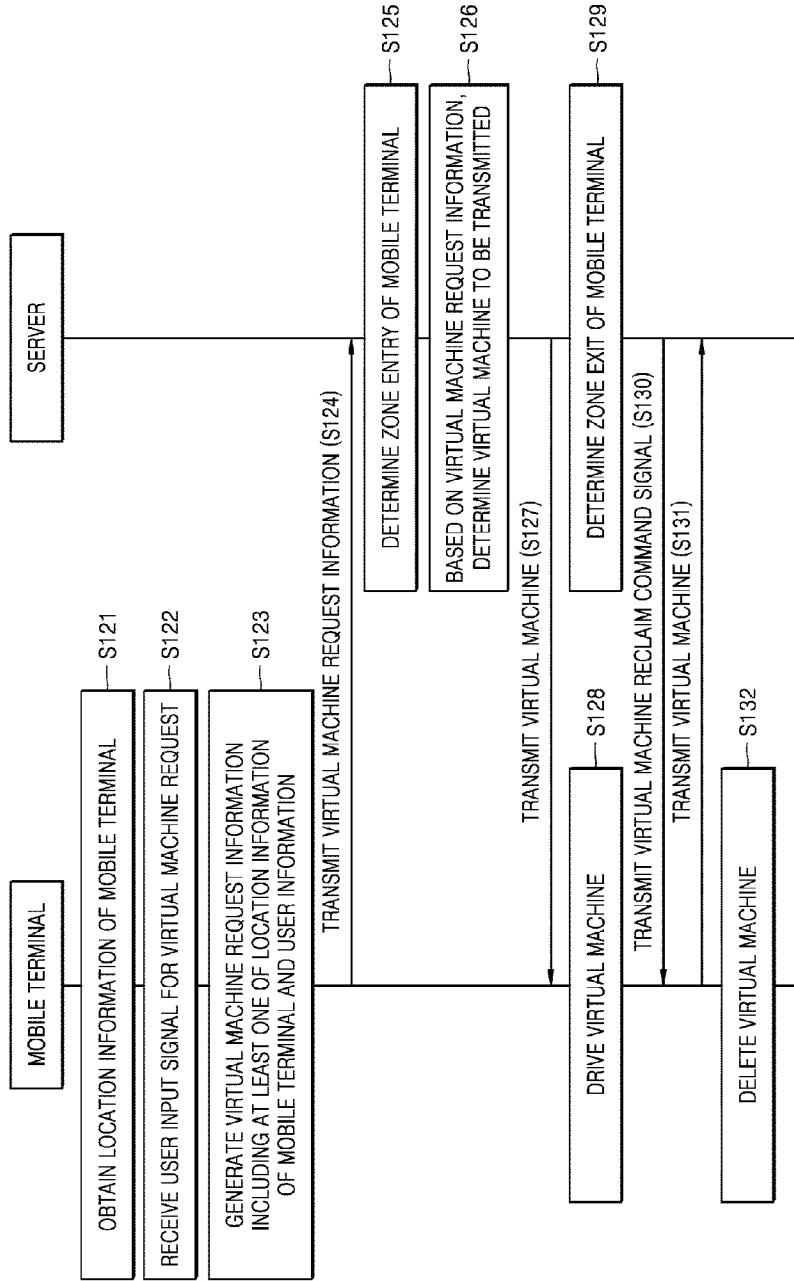 MOBILE TERMINAL
SERVER
OBTAIN LOCATION INFORMATION OF MOBILE TERMINAL
S121
RECEIVE USER INPUT SIGNAL FOR VIRTUAL MACHINE REQUEST
S122
GENERATE VIRTUAL MACHINE REQUEST INFORMATION
INCLUDING AT LEAST ONE OF LOCATION INFORMATION
OF MOBILE TERMINAL AND USER INFORMATION
S123
TRANSMIT VIRTUAL MACHINE REQUEST INFORMATION (S124)
DETERMINE ZONE ENTRY OF MOBILE TERMINAL
S125
BASED ON VIRTUAL MACHINE REQUEST INFORMATION,
DETERMINE VIRTUAL MACHINE TO BE TRANSMITTED
S126
TRANSMIT VIRTUAL MACHINE (S127)
DRIVE VIRTUAL MACHINE
S128
DETERMINE ZONE EXIT OF MOBILE TERMINAL
S129
TRANSMIT VIRTUAL MACHINE RECLAIM COMMAND SIGNAL (S130)
TRANSMIT VIRTUAL MACHINE (S131)
DELETE VIRTUAL MACHINE
S132